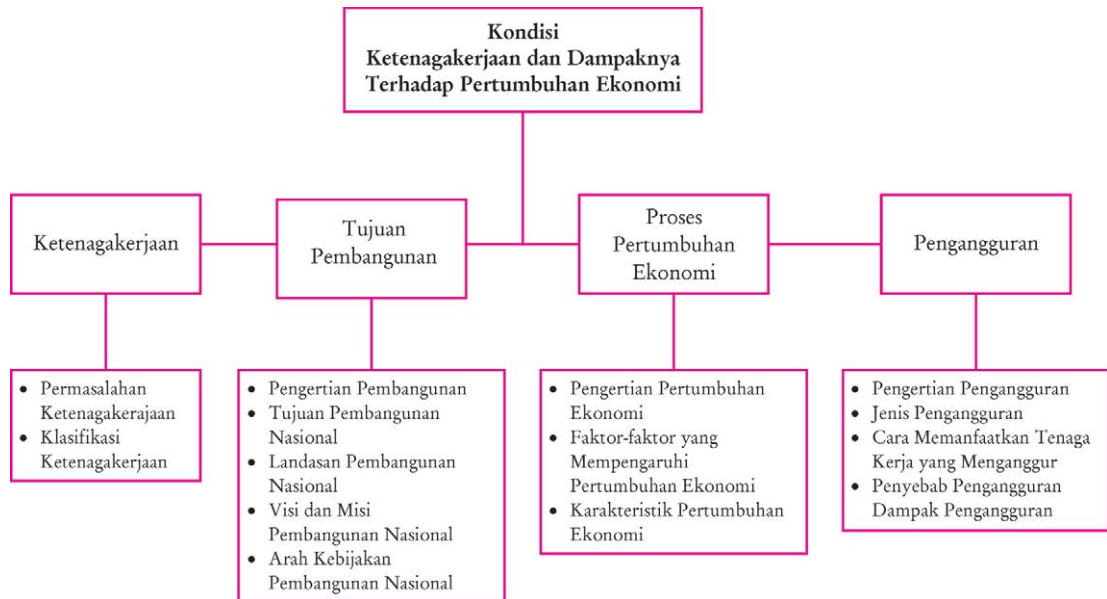 Kondisi
Ketenagakerjaan dan Dampaknya
Terhadap Pertumbuhan Ekonomi
Ketenagakerjaan
Tujuan
Pembangunan
Proses
Pertumbuhan
Ekonomi
Pengangguran
• Permasalahan
Ketenagakerajaan
• Klasifikasi
Ketenagakerjaan
• Pengertian Pembangunan
• Tujuan Pembangunan
Nasional
• Landasan Pembangunan
Nasional
• Visi dan Misi
Pembangunan Nasional
• Arah Kebijakan
Pembangunan Nasional
• Pengertian Pertumbuhan
Ekonomi
• Faktor-faktor yang
Mempengaruhi
Pertumbuhan Ekonomi
• Karakteristik Pertumbuhan
Ekonomi
• Pengertian Pengangguran
• Jenis Pengangguran
• Cara Memanfaatkan Tenaga
Kerja yang Menganggur
• Penyebab Pengangguran
Dampak Pengangguran